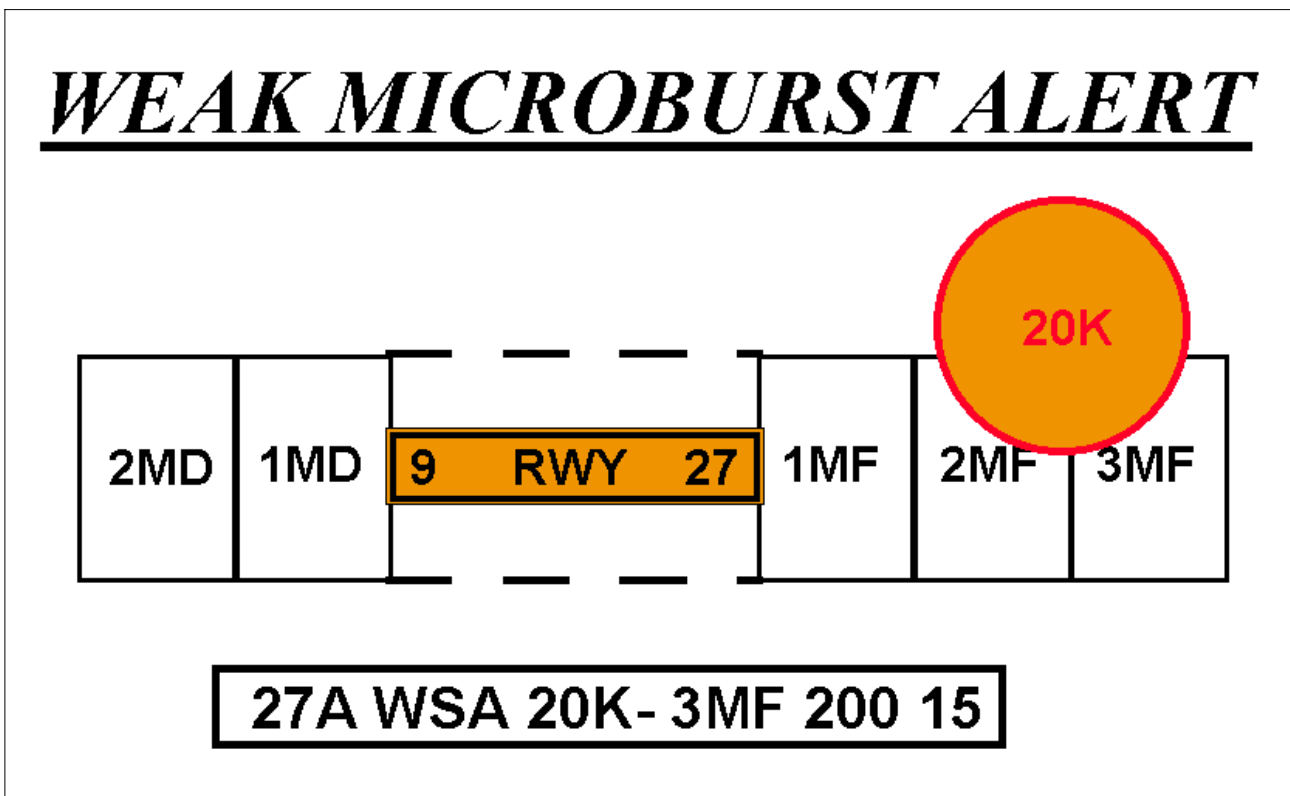 WEAK MICROBURST ALERT
20K
2MD 1MD 9 RWY 27 1MF 2MF 3MF
27A WSA 20K- 3MF 200 15